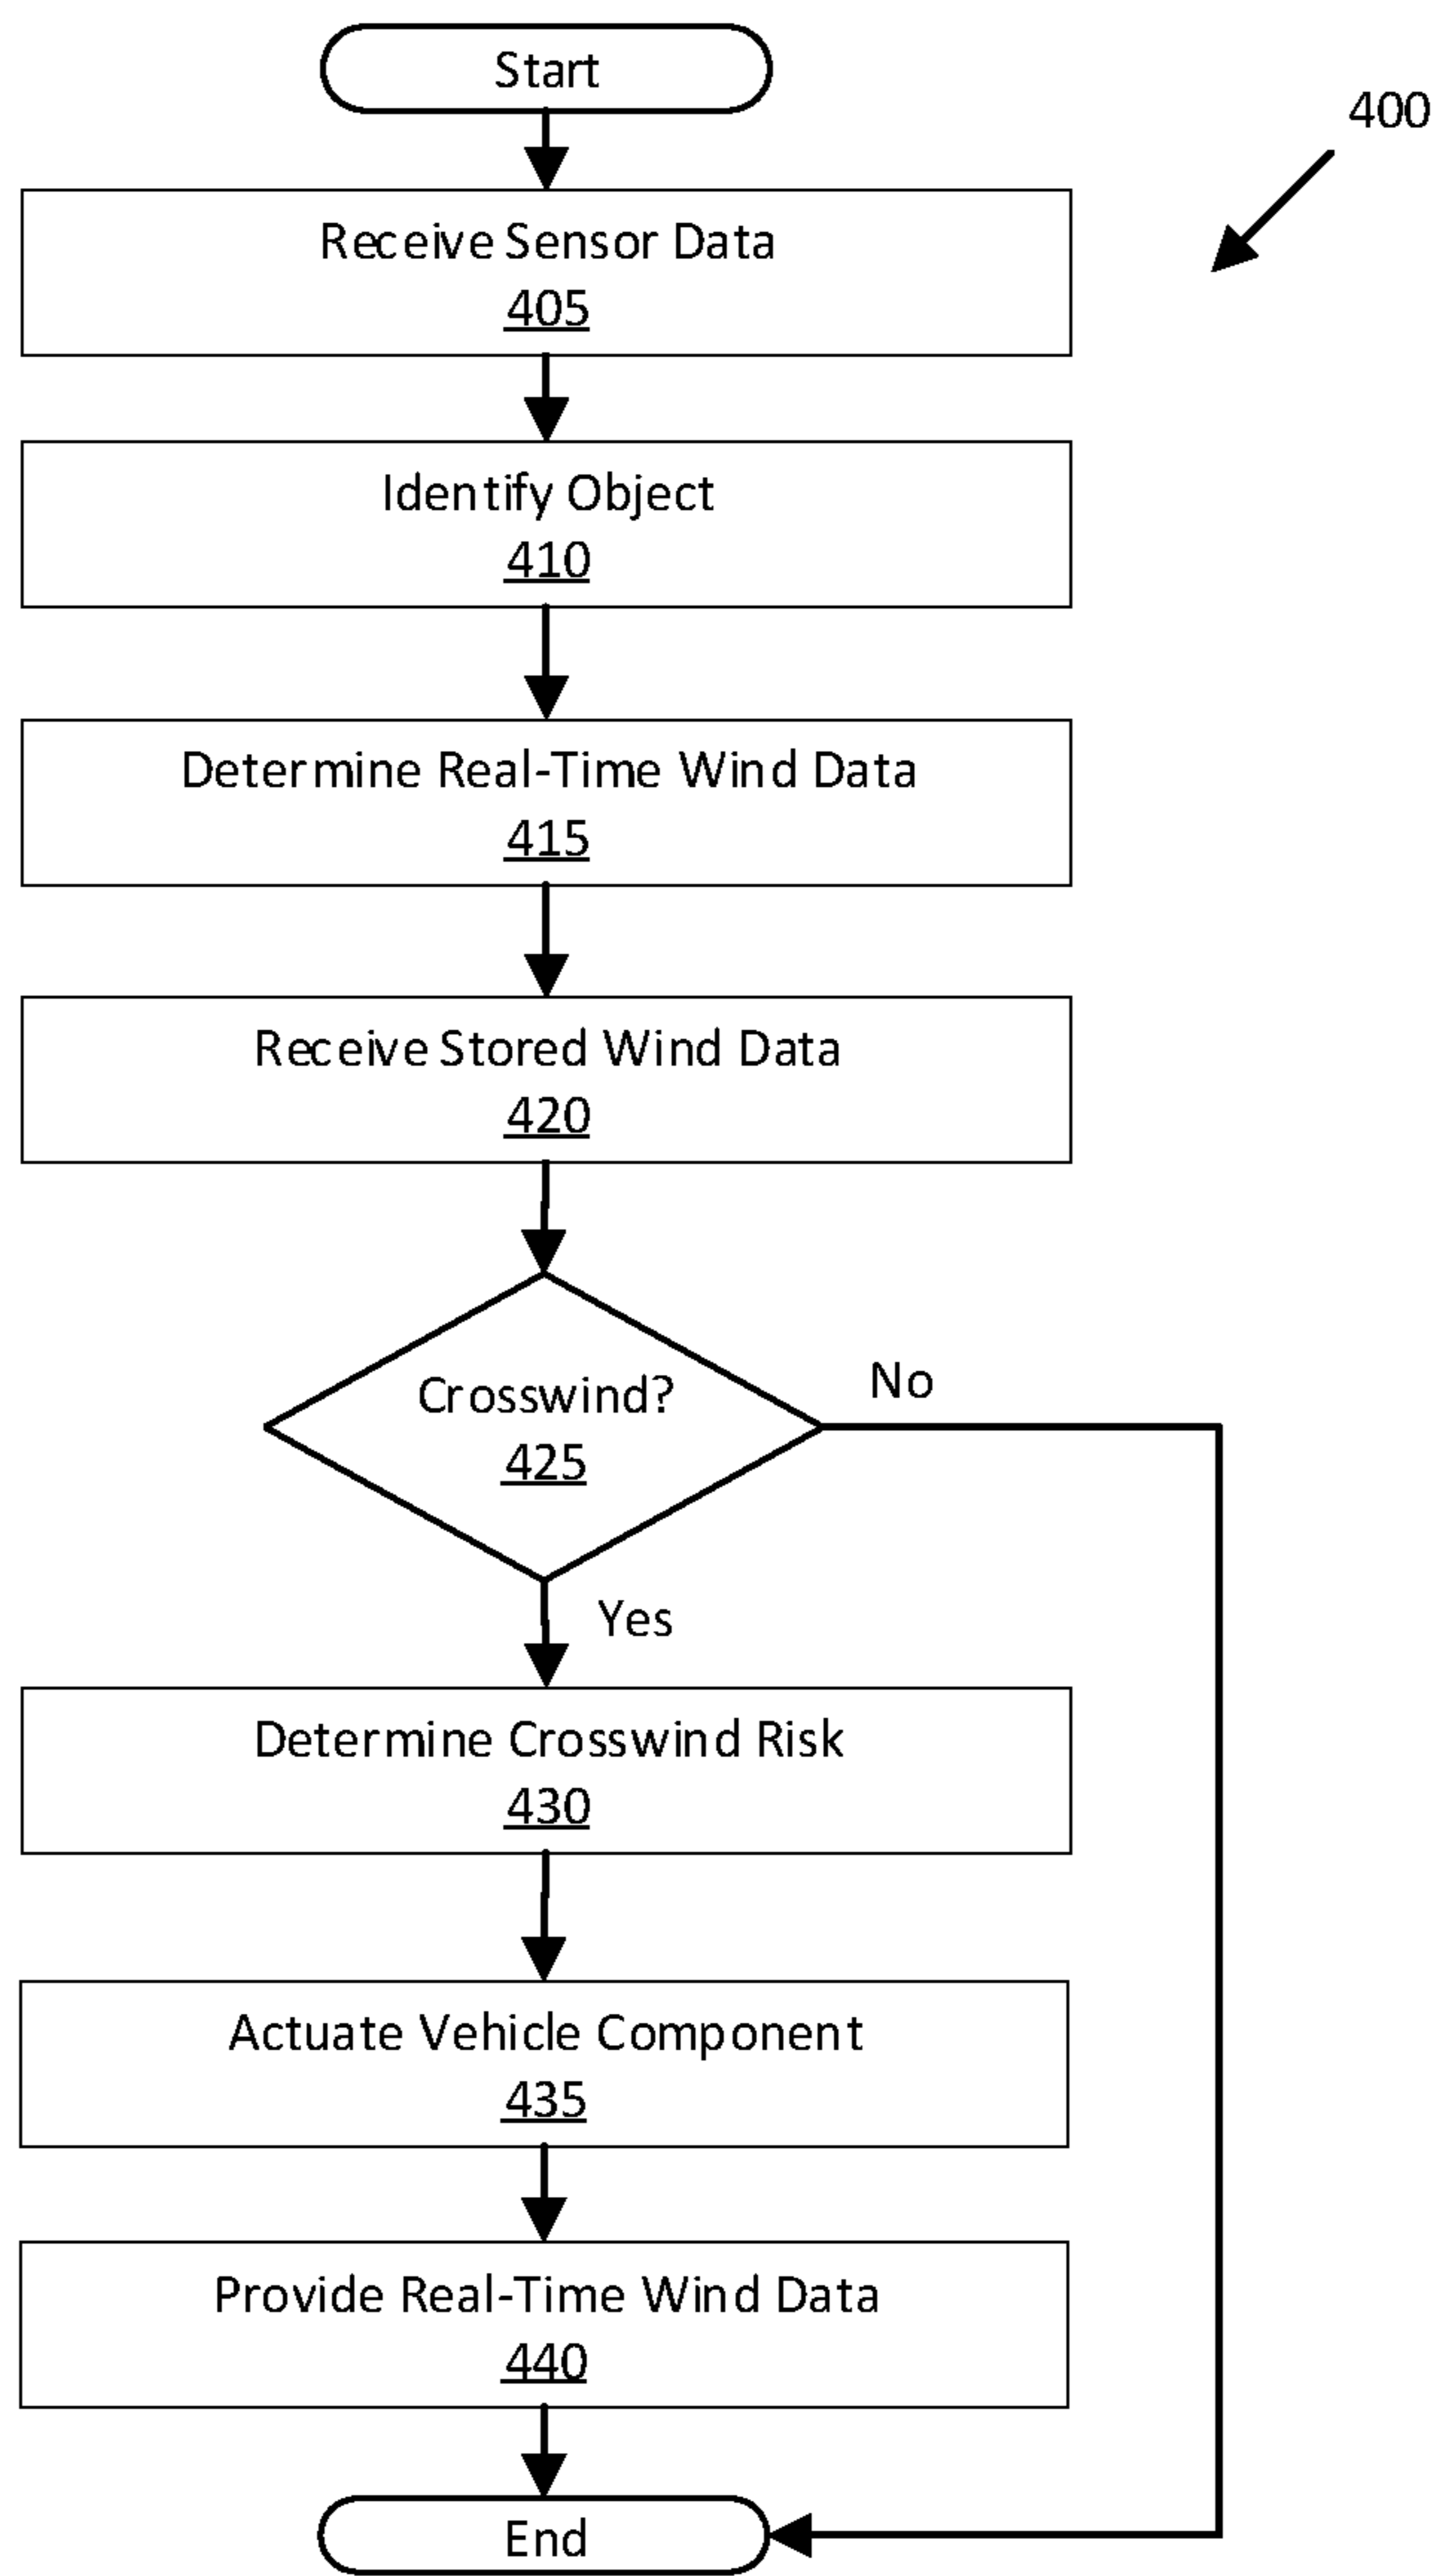 Start
400
Receive Sensor Data
405
Identify Object
410
Determine Real-Time Wind Data
415
Receive Stored Wind Data
420
Crosswind?
425
No
Yes
Determine Crosswind Risk
430
Actuate Vehicle Component
435
Provide Real-Time Wind Data
440
End